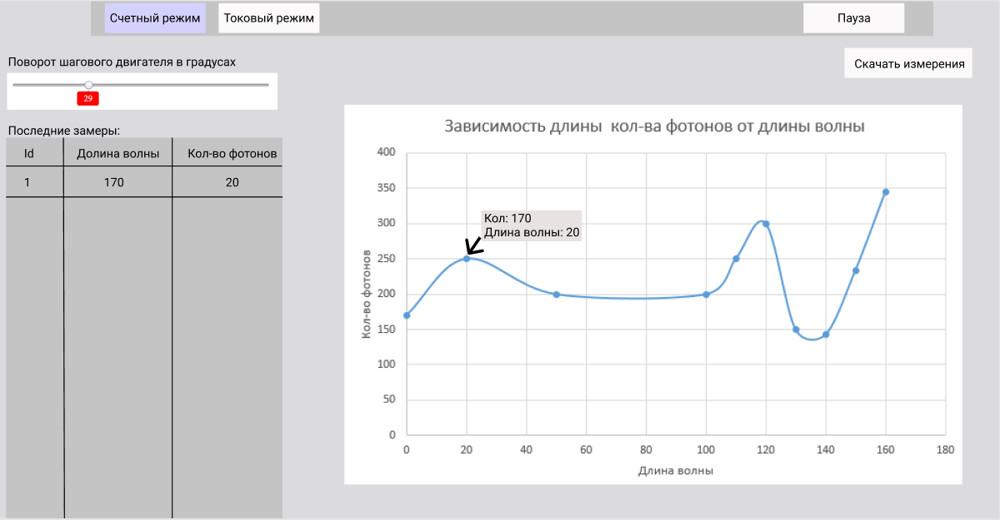 Счетный режим Токовый режим Пауза
Скачать измерения
Поворот шагового двигателя в градусах
29
Последние замеры:
Id Долина волны Кол-во фотонов
1 170 20
Зависимость длины кол-ва фотонов от длины волны
Кол-во фотонов
400
350
300
250
200
150
100
50
0
Кол: 170
Длина волны: 20
0 20 40 60 80 100 120 140 160 180
Длина волны